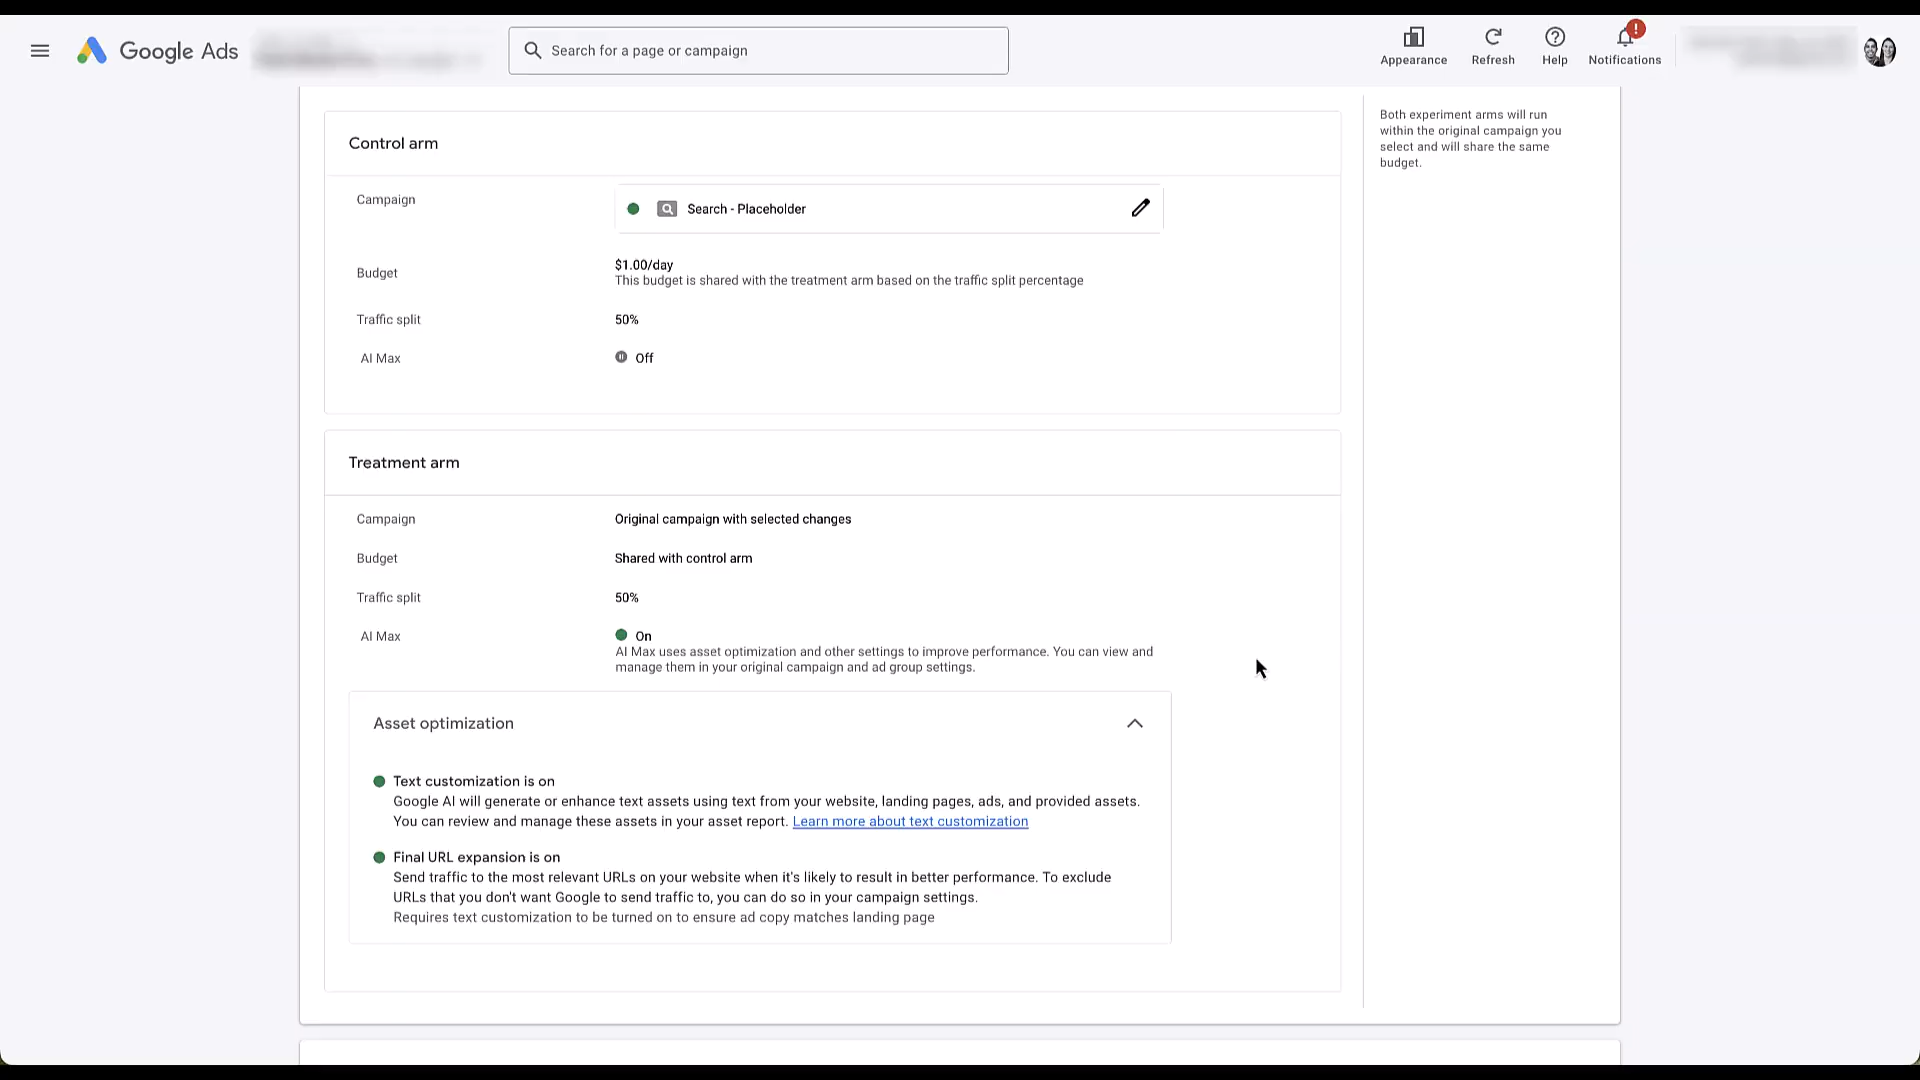 Google Ads
Search for a page or campaign
Appearance
Refresh
Help
Notifications
Both experiment arms will run
within the original campaign you
select and will share the same
budget.
Control arm
Campaign
Search - Placeholder
Budget
$1.00/day
This budget is shared with the treatment arm based on the traffic split percentage
Traffic split
50%
AI Max
Off
Treatment arm
Campaign
Original campaign with selected changes
Budget
Shared with control arm
Traffic split
50%
AI Max
On
AI Max uses asset optimization and other settings to improve performance. You can view and
manage them in your original campaign and ad group settings.
Asset optimization
Text customization is on
Google AI will generate or enhance text assets using text from your website, landing pages, ads, and provided assets.
You can review and manage these assets in your asset report. Learn more about text customization
Final URL expansion is on
Send traffic to the most relevant URLs on your website when it's likely to result in better performance. To exclude
URLs that you don't want Google to send traffic to, you can do so in your campaign settings.
Requires text customization to be turned on to ensure ad copy matches landing page